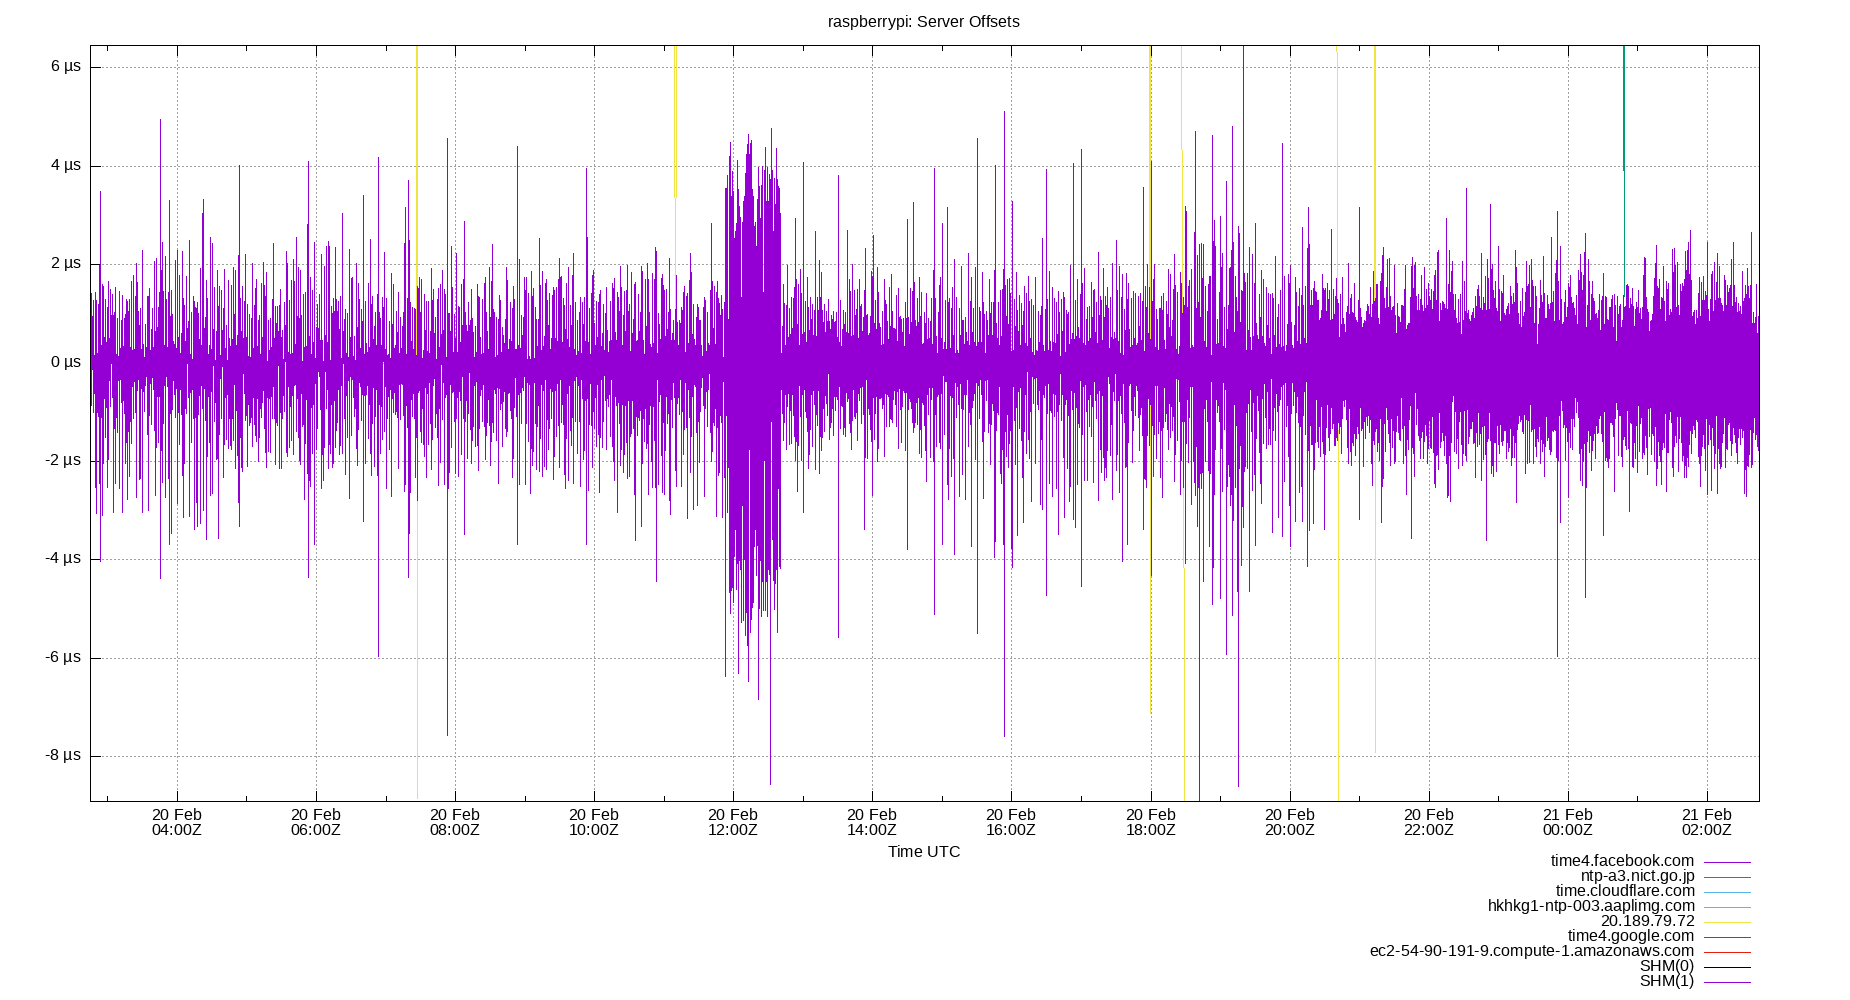 raspberrypi: Server Offsets
6 µs
4 µs
2 µs
0 µs
-2 µs
-4 µs
-6 µs
-8 µs
20 Feb 20 Feb 20 Feb 20 Feb 20 Feb 20 Feb 20 Feb 20 Feb 20 Feb 20 Feb 21 Feb 21 Feb
04:00Z 06:00Z 08:00Z 10:00Z 12:00Z 14:00Z 16:00Z 18:00Z 20:00Z 22:00Z 00:00Z 02:00Z
Time UTC
time4.facebook.com
ntp-a3.nict.go.jp
time.cloudflare.com
hkhkg1-ntp-003.aaplimg.com
20.189.79.72
time4.google.com
ec2-54-90-191-9.compute-1.amazonaws.com
SHM(0)
SHM(1)